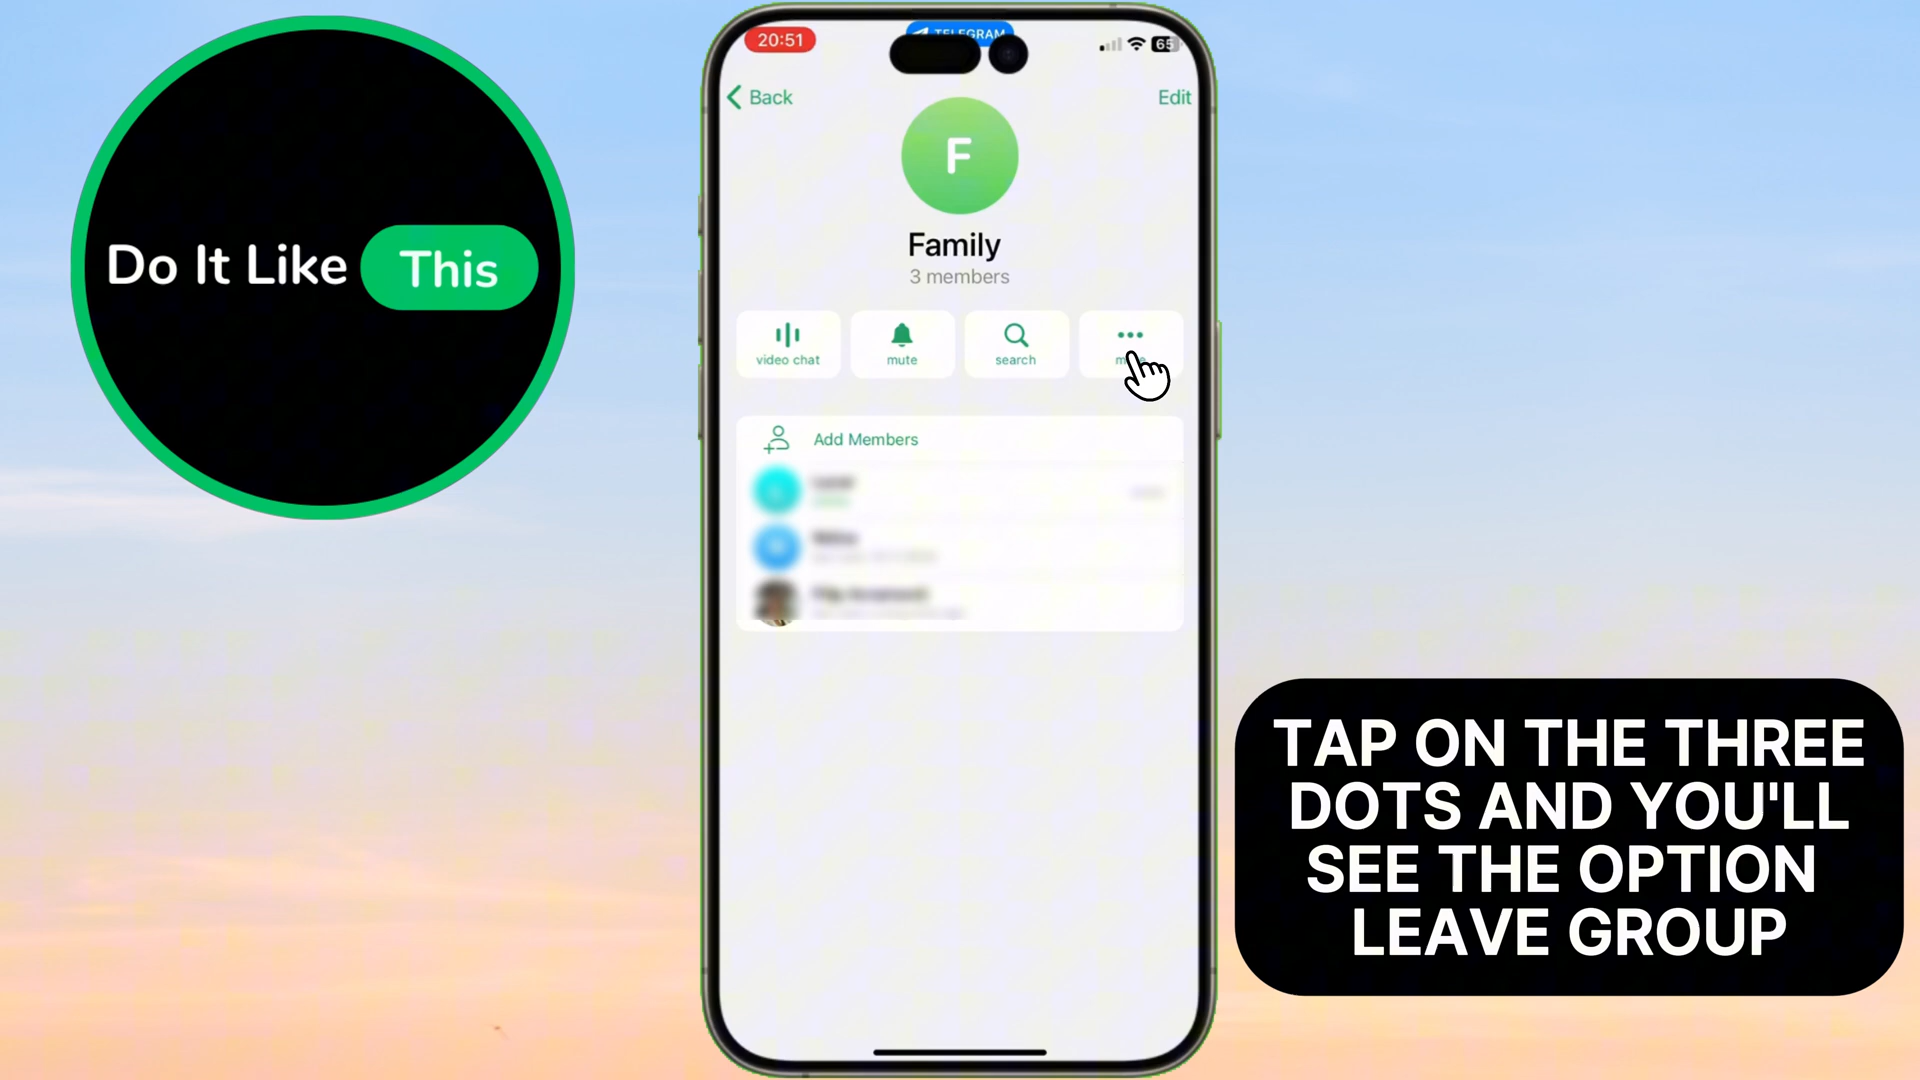 Do It Like This
20:51
TELEGRAM
65
Back
Edit
F
Family
3 members
video chat
mute
search
Add Members
TAP ON THE THREE
DOTS AND YOU'LL
SEE THE OPTION
LEAVE GROUP